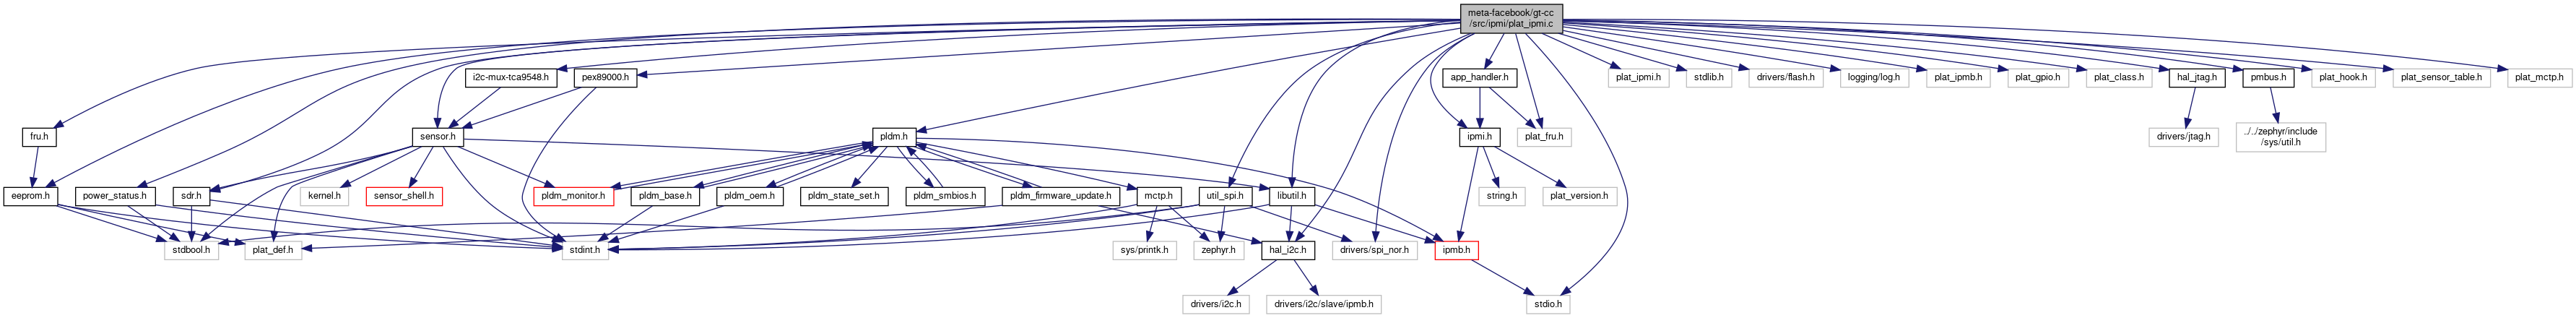 meta-facebook/gt-cc
/src/ipmi/plat_ipmi.c
i2c-mux-tca9548.h
pex89000.h
app_handler.h
plat_ipmi.h
stdlib.h
drivers/flash.h
logging/log.h
plat_ipmb.h
plat_gpio.h
plat_class.h
hal_jtag.h
pmbus.h
plat_hook.h
plat_sensor_table.h
plat_mctp.h
fru.h
sensor.h
pldm.h
ipmi.h
plat_fru.h
drivers/jtag.h
../../zephyr/include
/sys/util.h
eeprom.h
power_status.h
sdr.h
kernel.h
sensor_shell.h
pldm_monitor.h
pldm_base.h
pldm_oem.h
pldm_state_set.h
pldm_smbios.h
pldm_firmware_update.h
mctp.h
util_spi.h
libutil.h
string.h
plat_version.h
stdbool.h
plat_def.h
stdint.h
sys/printk.h
zephyr.h
hal_i2c.h
drivers/spi_nor.h
ipmb.h
drivers/i2c.h
drivers/i2c/slave/ipmb.h
stdio.h